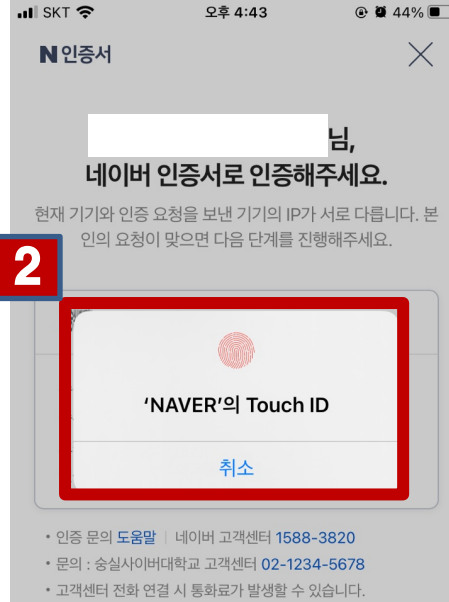 SKT 오후 4:43 44%
N 인증서
님,
네이버 인증서로 인증해주세요.
현재 기기와 인증 요청을 보낸 기기의 IP가 서로 다릅니다. 본
인의 요청이 맞으면 다음 단계를 진행해주세요.
2
‘NAVER’의 Touch ID
취소
• 인증 문의 도움말 | 네이버 고객센터 1588-3820
• 문의 : 숭실사이버대학교 고객센터 02-1234-5678
• 고객센터 전화 연결 시 통화료가 발생할 수 있습니다.